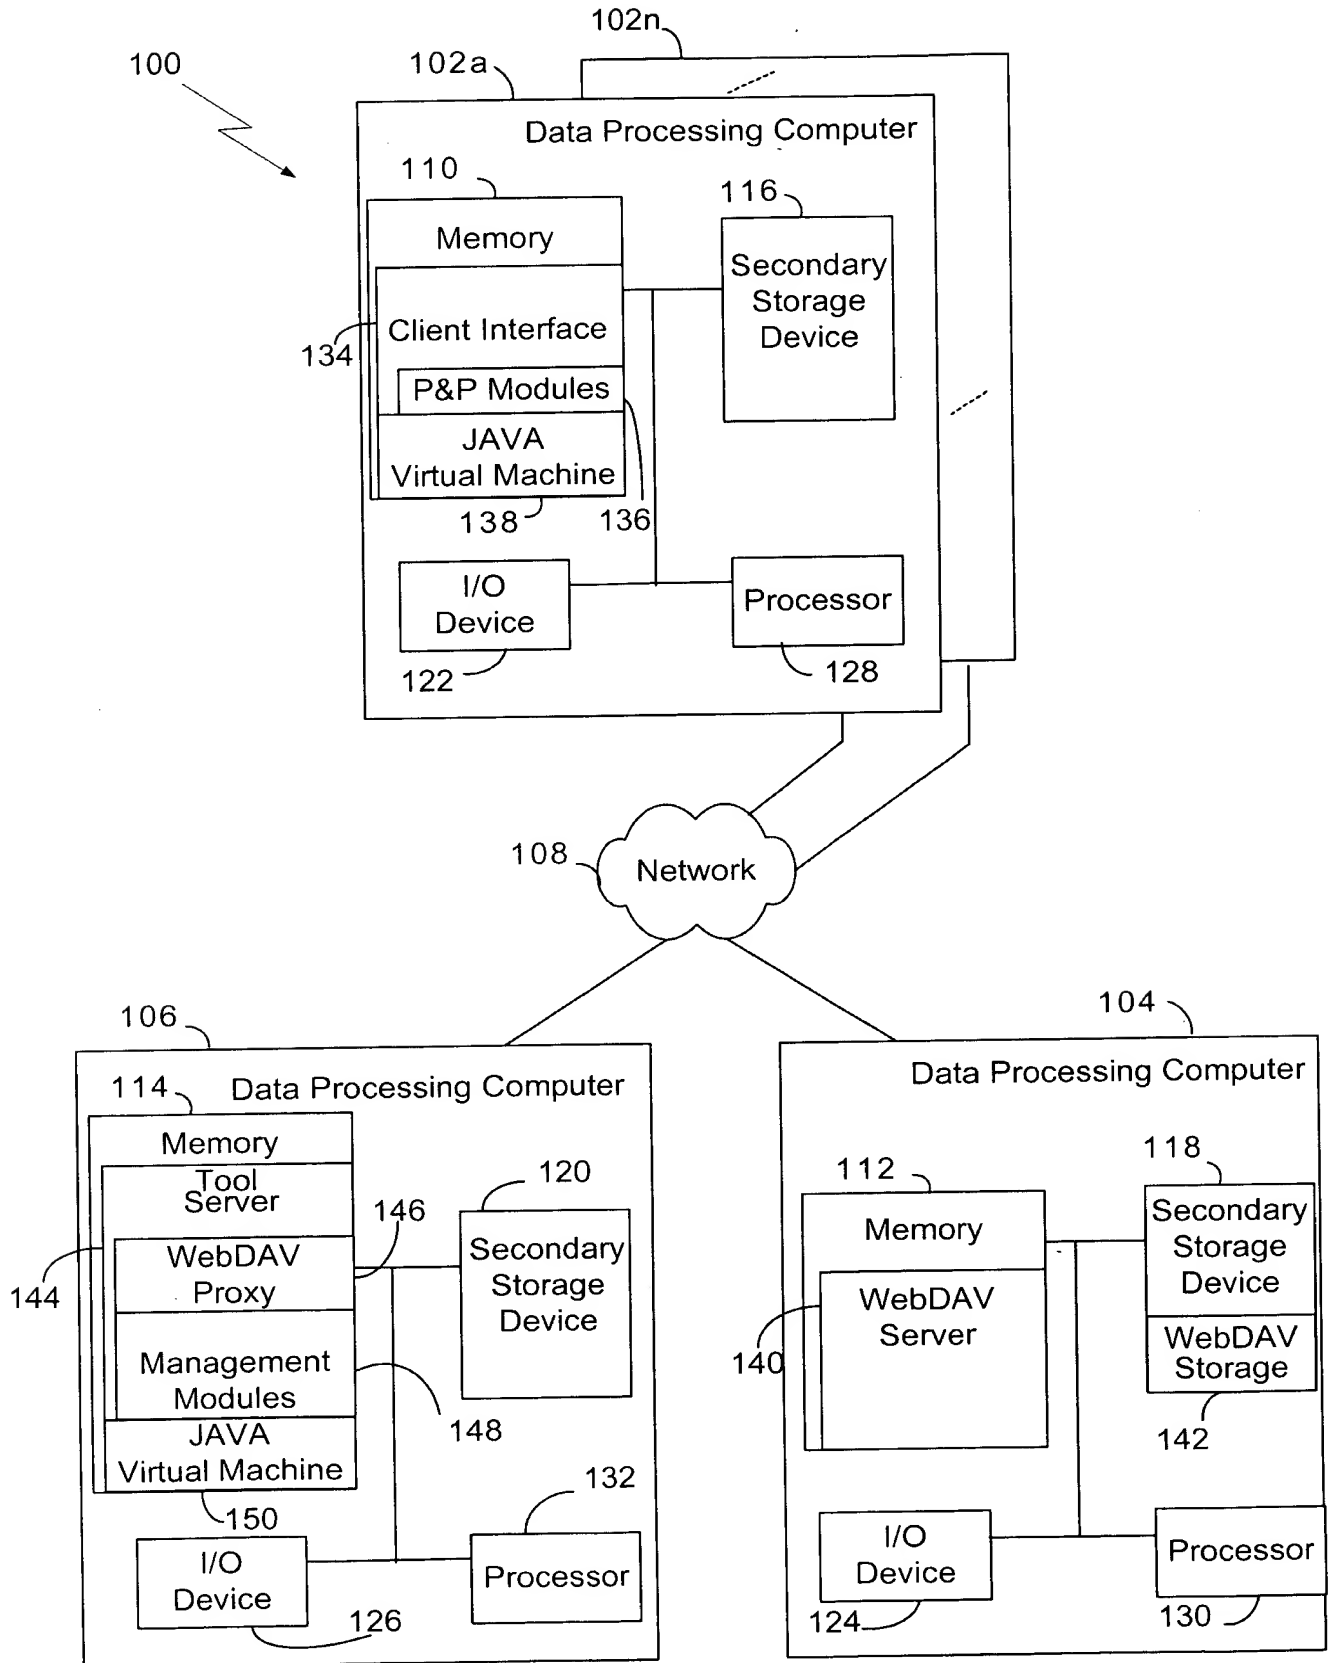 102n
100
102a
Data Processing Computer
110
116
Memory
Secondary
Storage
Device
Client Interface
134
P&P Modules
JAVA
Virtual Machine
138
136
I/O
Device
Processor
122
128
108
Network
106
104
Data Processing Computer
114
Memory
Tool
Server
120
146
WebDAV
Proxy
Secondary
Storage
Device
144
Management
Modules
148
JAVA
Virtual Machine
150
132
I/O
Device
Processor
126
Data Processing Computer
112
118
Memory
Secondary
Storage
Device
WebDAV
Server
140
WebDAV
Storage
142
I/O
Device
Processor
124
130